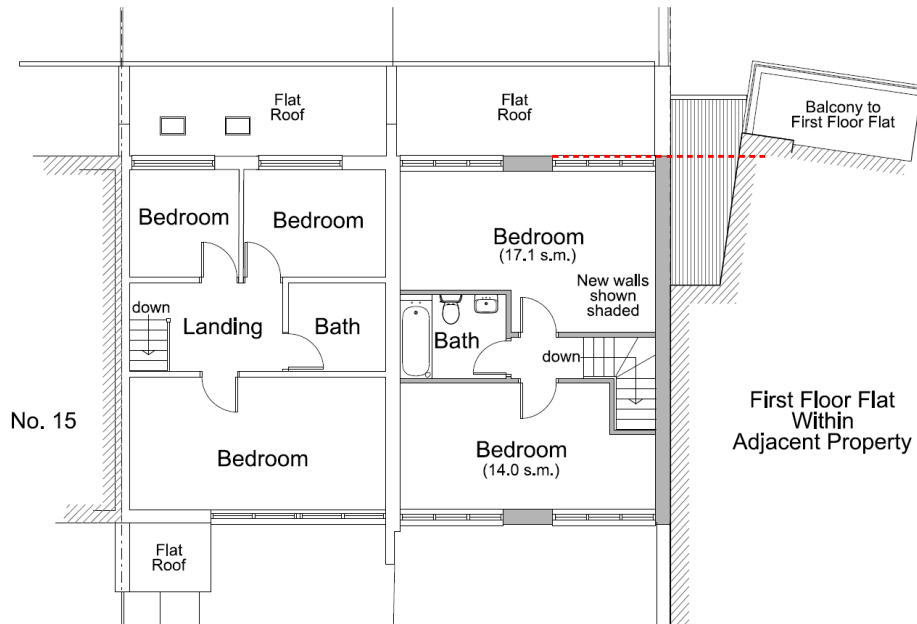 Flat
Roof
Flat
Roof
Balcony to
First Floor Flat
Bedroom
Bedroom
Bedroom
(17.1 s.m.)
New walls
shown
shaded
down
Landing
Bath
Bath
down
No. 15
Bedroom
Bedroom
(14.0 s.m.)
First Floor Flat
Within
Adjacent Property
Flat
Roof